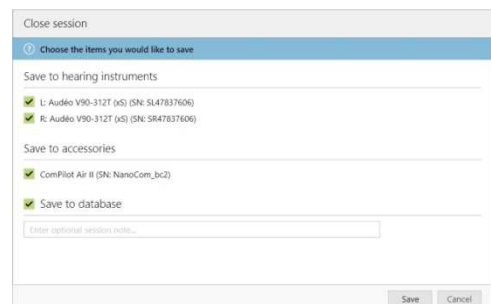 Close session
Choose the items you would like to save
Save to hearing instruments
L: Audéo V90-312T (xS) (SN: SL47837606)
R: Audéo V90-312T (xS) (SN: SR47837606)
Save to accessories
ComPilot Air II (SN: NanoCom_bc2)
Save to database
Enter optional session note...
Save Cancel